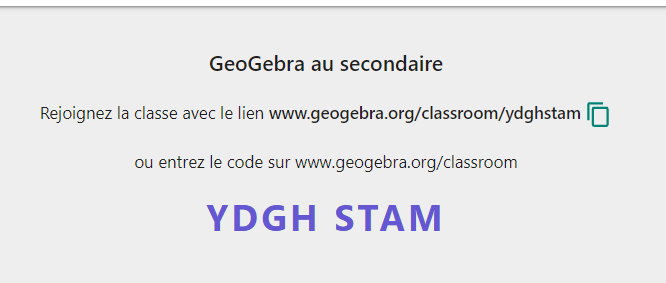 GeoGebra au secondaire
Rejoignez la classe avec le lien www.geogebra.org/classroom/ydghstam
ou entrez le code sur www.geogebra.org/classroom
YDGH STAM